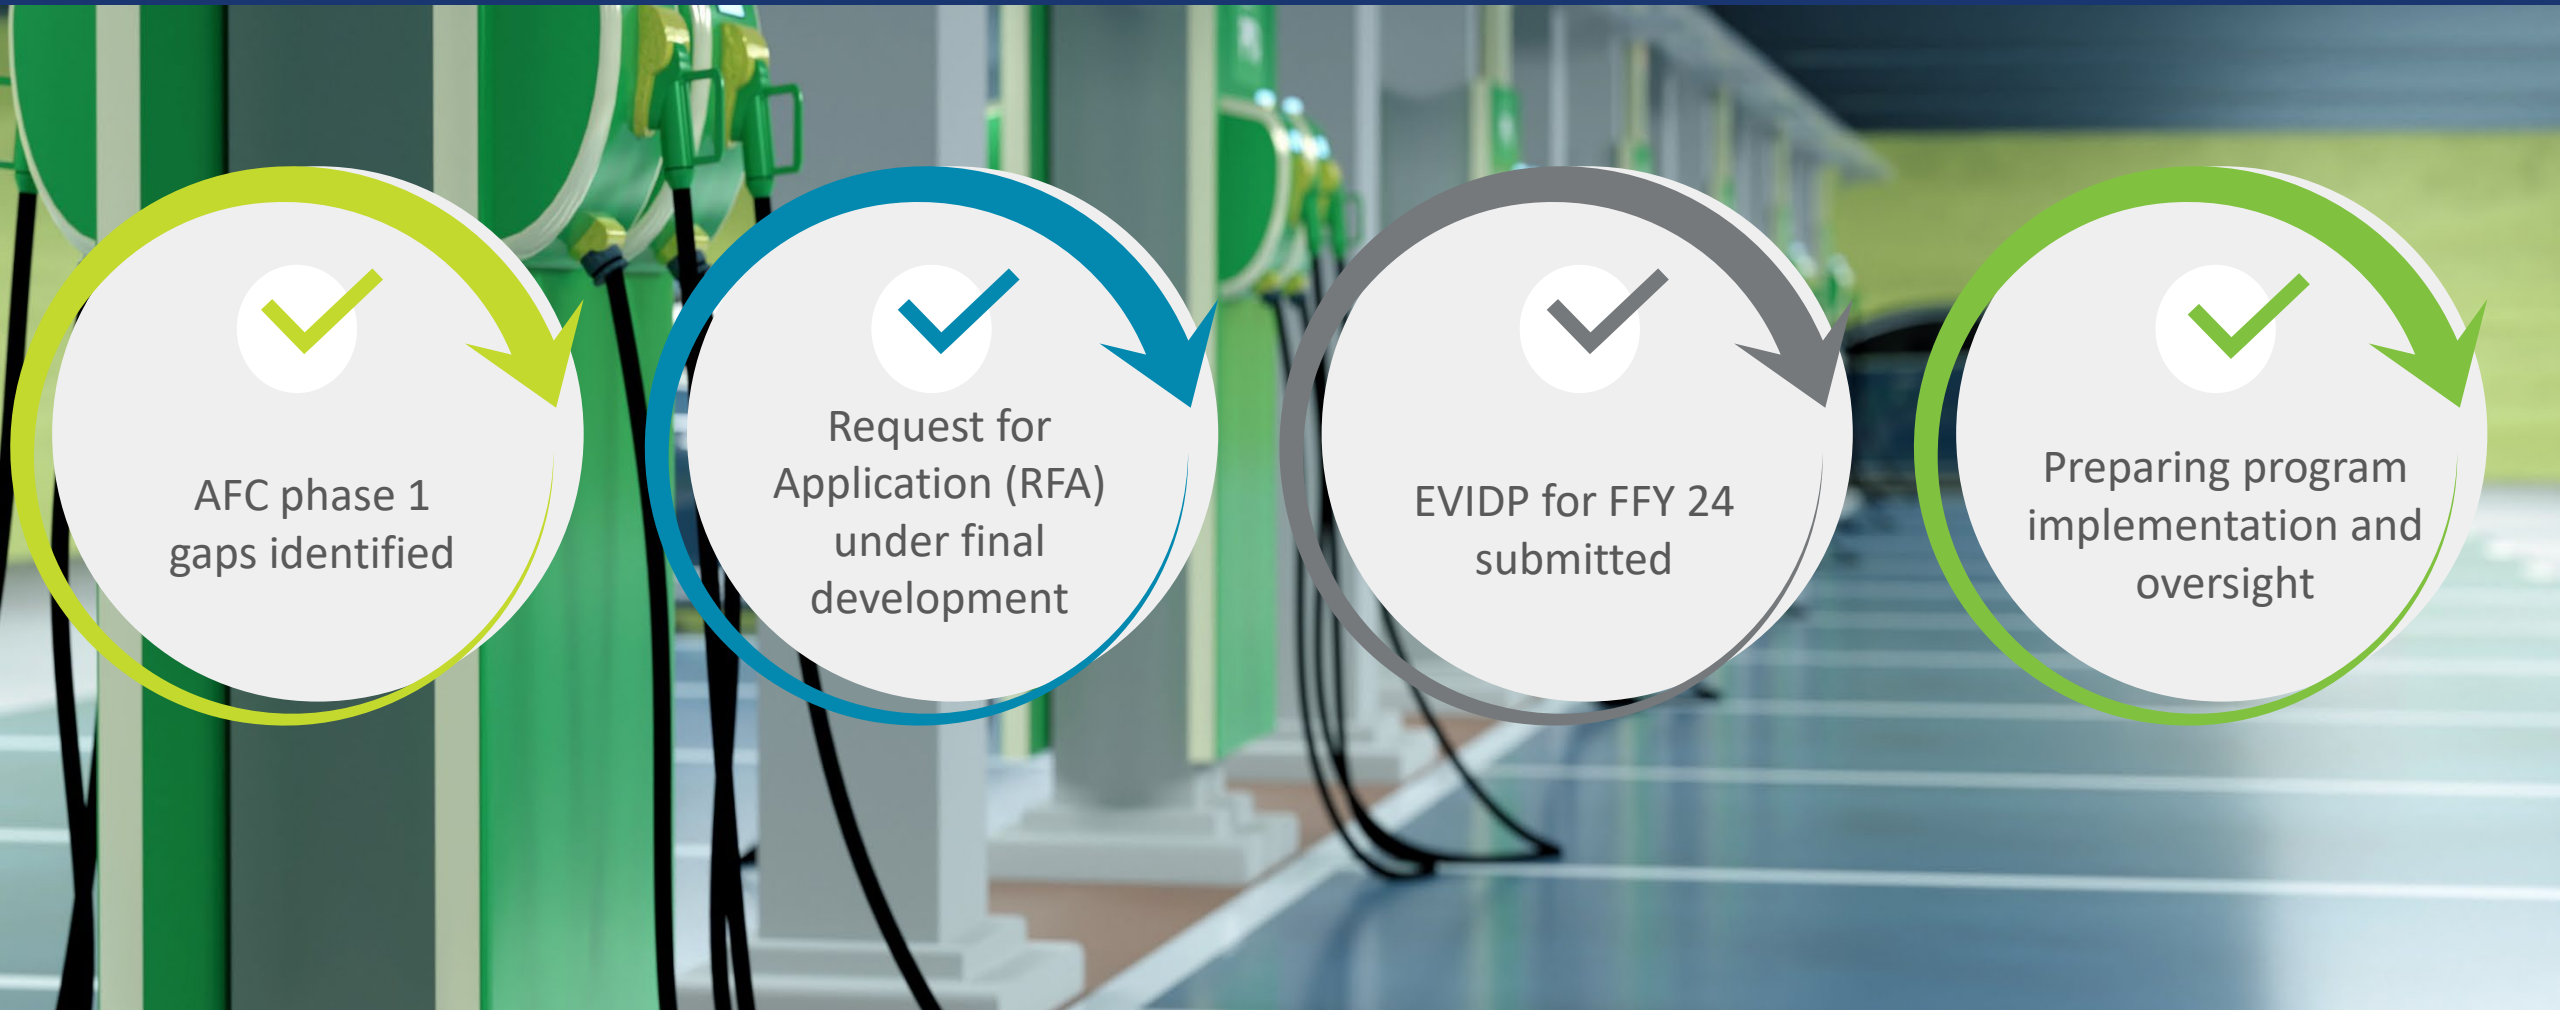 AFC phase 1
gaps identified
Request for
Application (RFA)
under final
development
EVIDP for FFY 24
submitted
Preparing program
implementation and
oversight